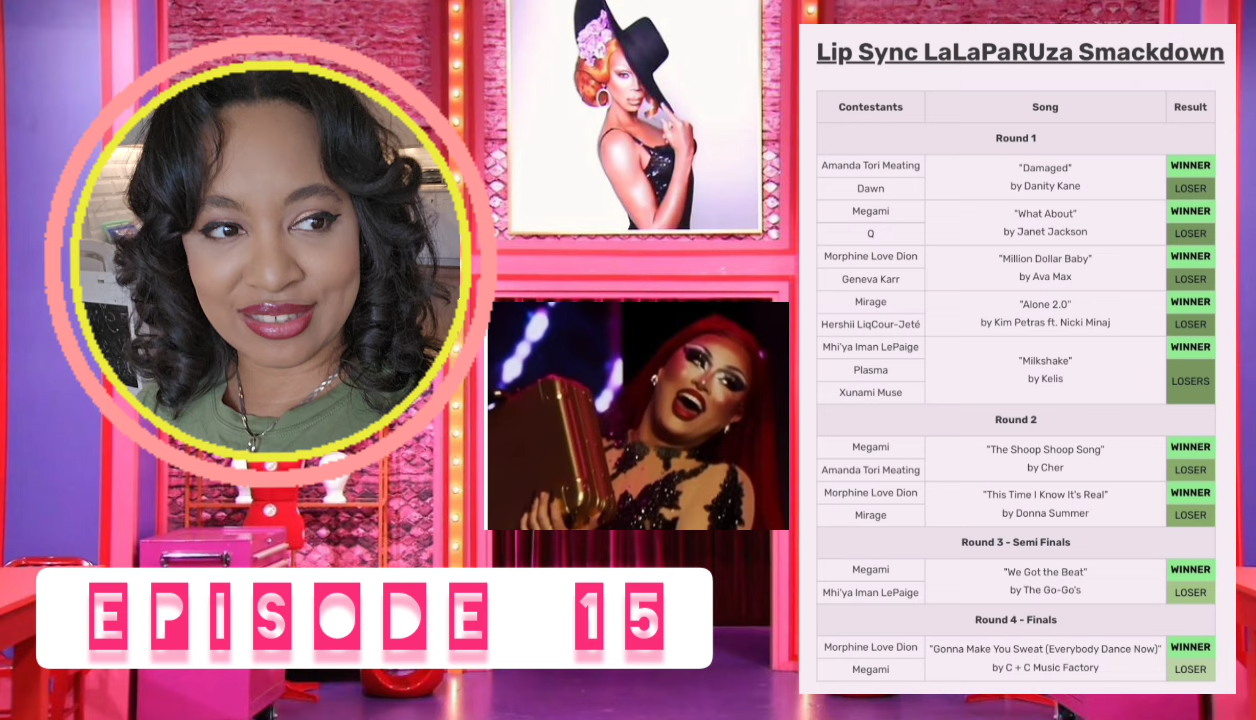 Lip Sync LaLaPaRUza Smackdown
Contestants Song Result
Round 1
Amanda Tori Meating "Damaged" WINNER
Dawn by Danity Kane LOSER
Megami "What About" WINNER
Q by Janet Jackson LOSER
Morphine Love Dion "Million Dollar Baby" WINNER
Geneva Karr by Ava Max LOSER
Mirage "Alone 2.0" WINNER
Hershii LiqCour-Jeté by Kim Petras ft. Nicki Minaj LOSER
Mhi'ya Iman LePaige "Milkshake" WINNER
Plasma by Kelis LOSERS
Xunami Muse
Round 2
Megami "The Shoop Shoop Song" WINNER
Amanda Tori Meating by Cher LOSER
Morphine Love Dion "This Time I Know It's Real" WINNER
Mirage by Donna Summer LOSER
Round 3 - Semi Finals
Megami "We Got the Beat" WINNER
Mhi'ya Iman LePaige by The Go-Go's LOSER
Round 4 - Finals
Morphine Love Dion "Gonna Make You Sweat (Everybody Dance Now)" WINNER
Megami by C + C Music Factory LOSER
EPISODE 15